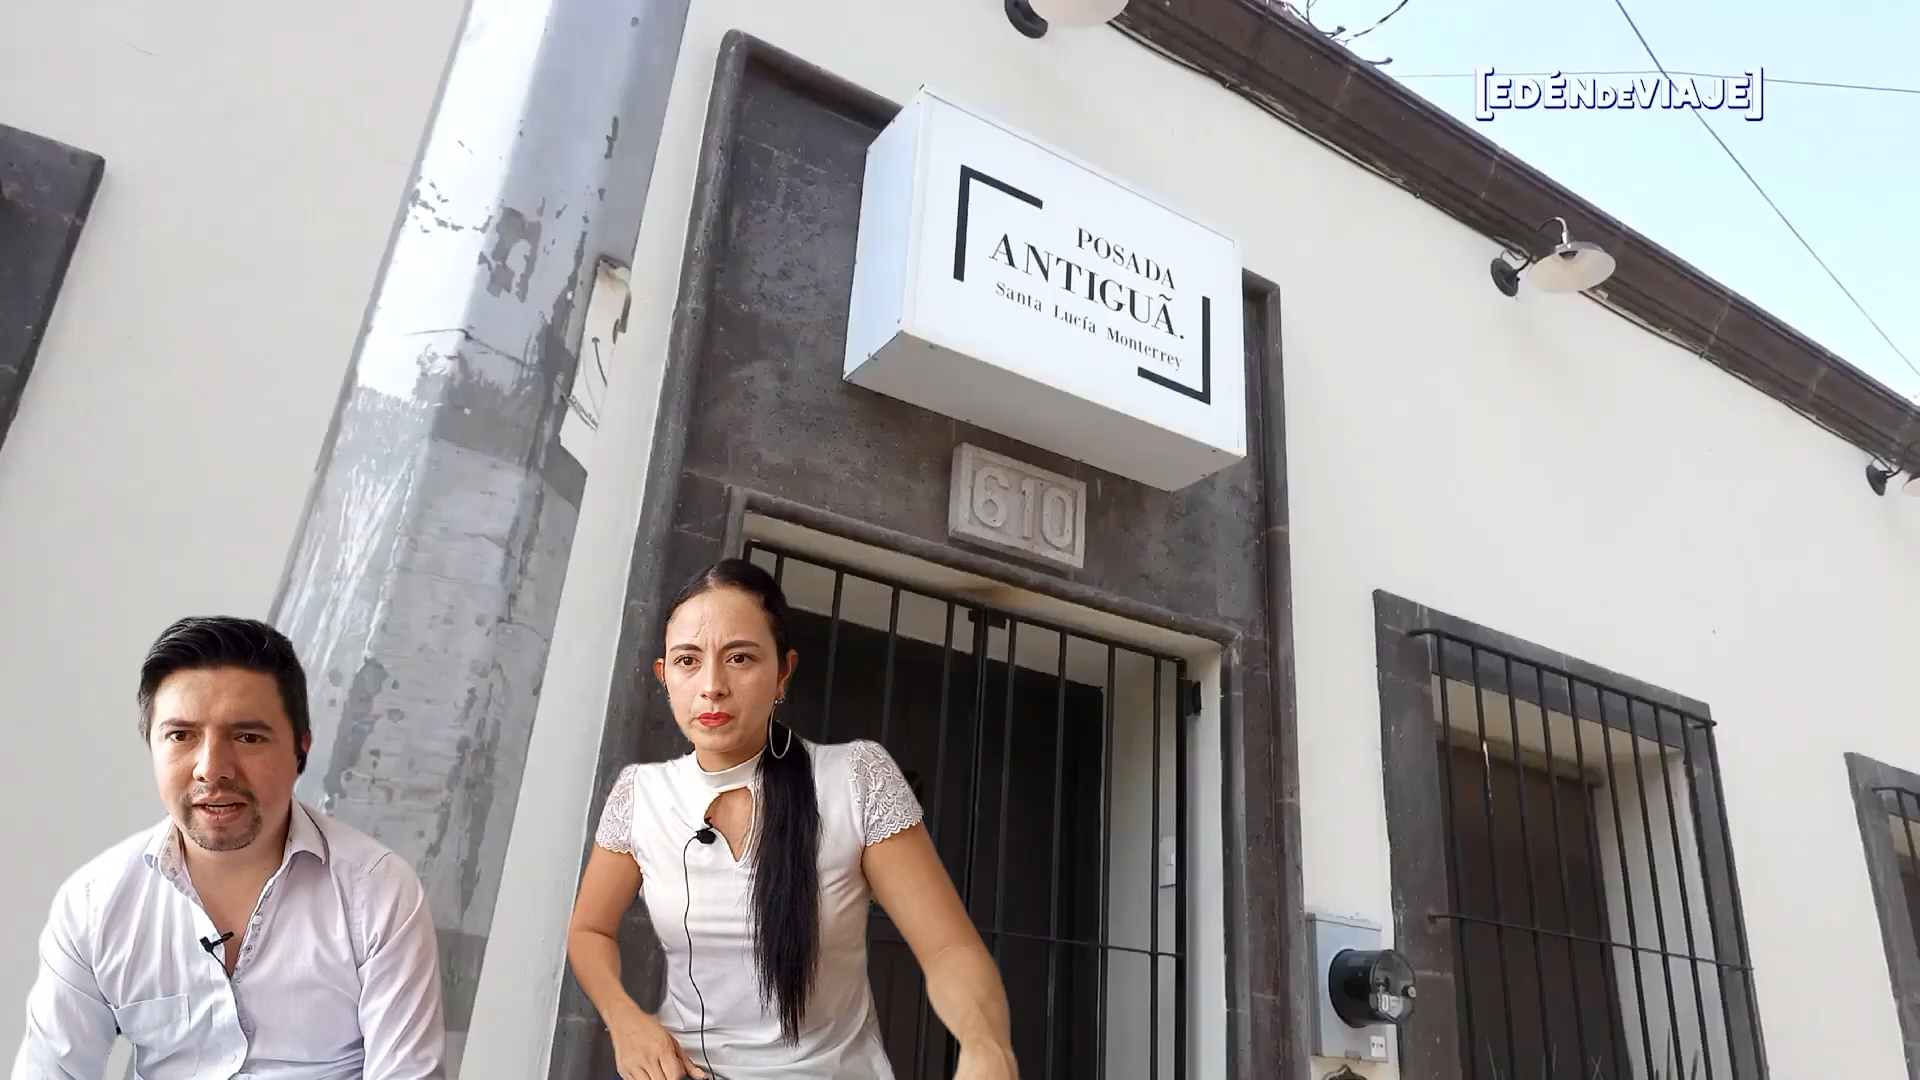 [EDÉNDEVIAJE]
POSADA
ANTIGUÃ.
Santa Lucía Monterrey
610